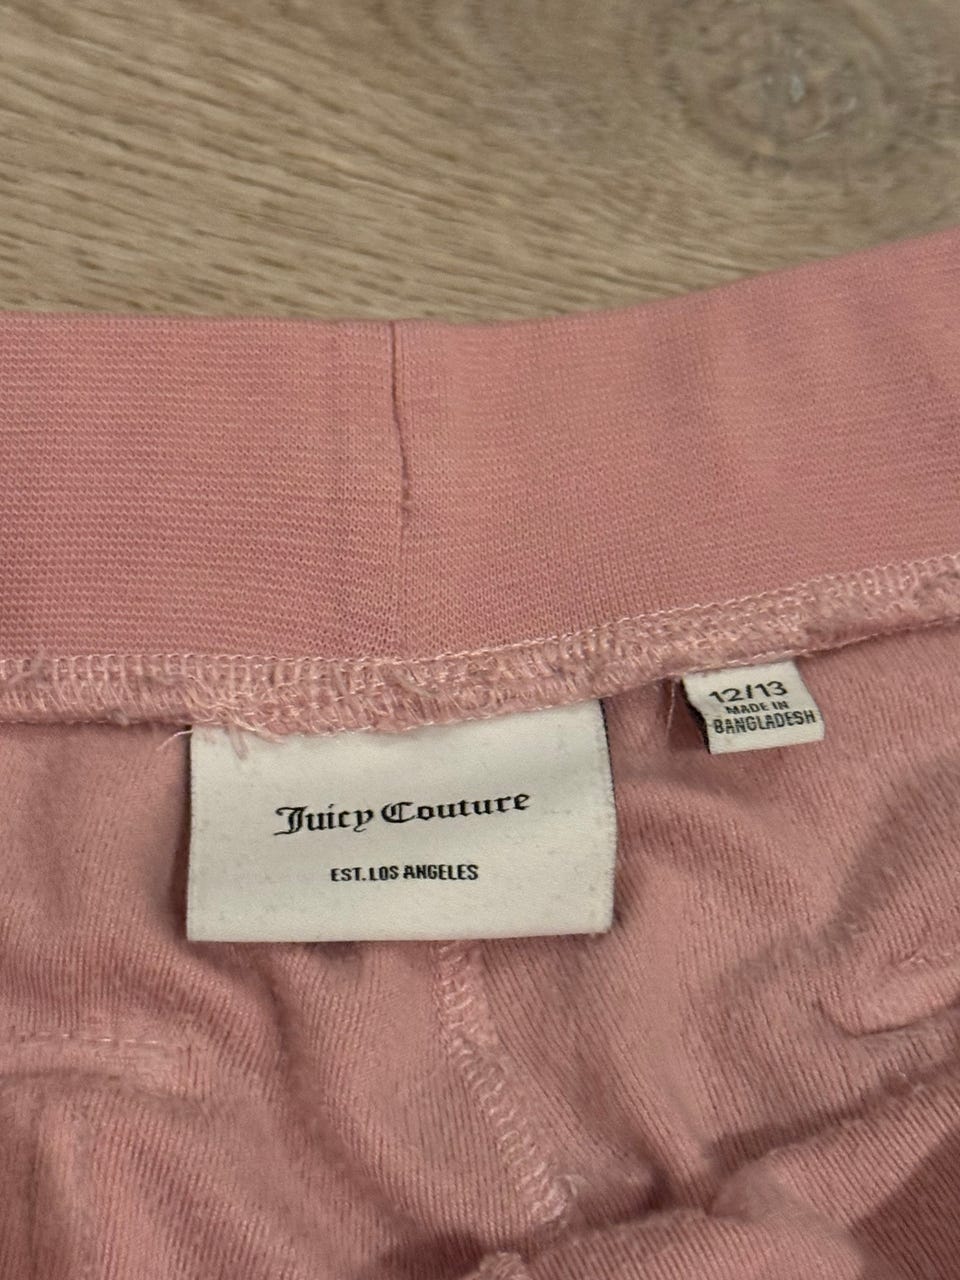 Juicy Couture
EST. LOS ANGELES
12/13
MADE IN
BANGLADESH